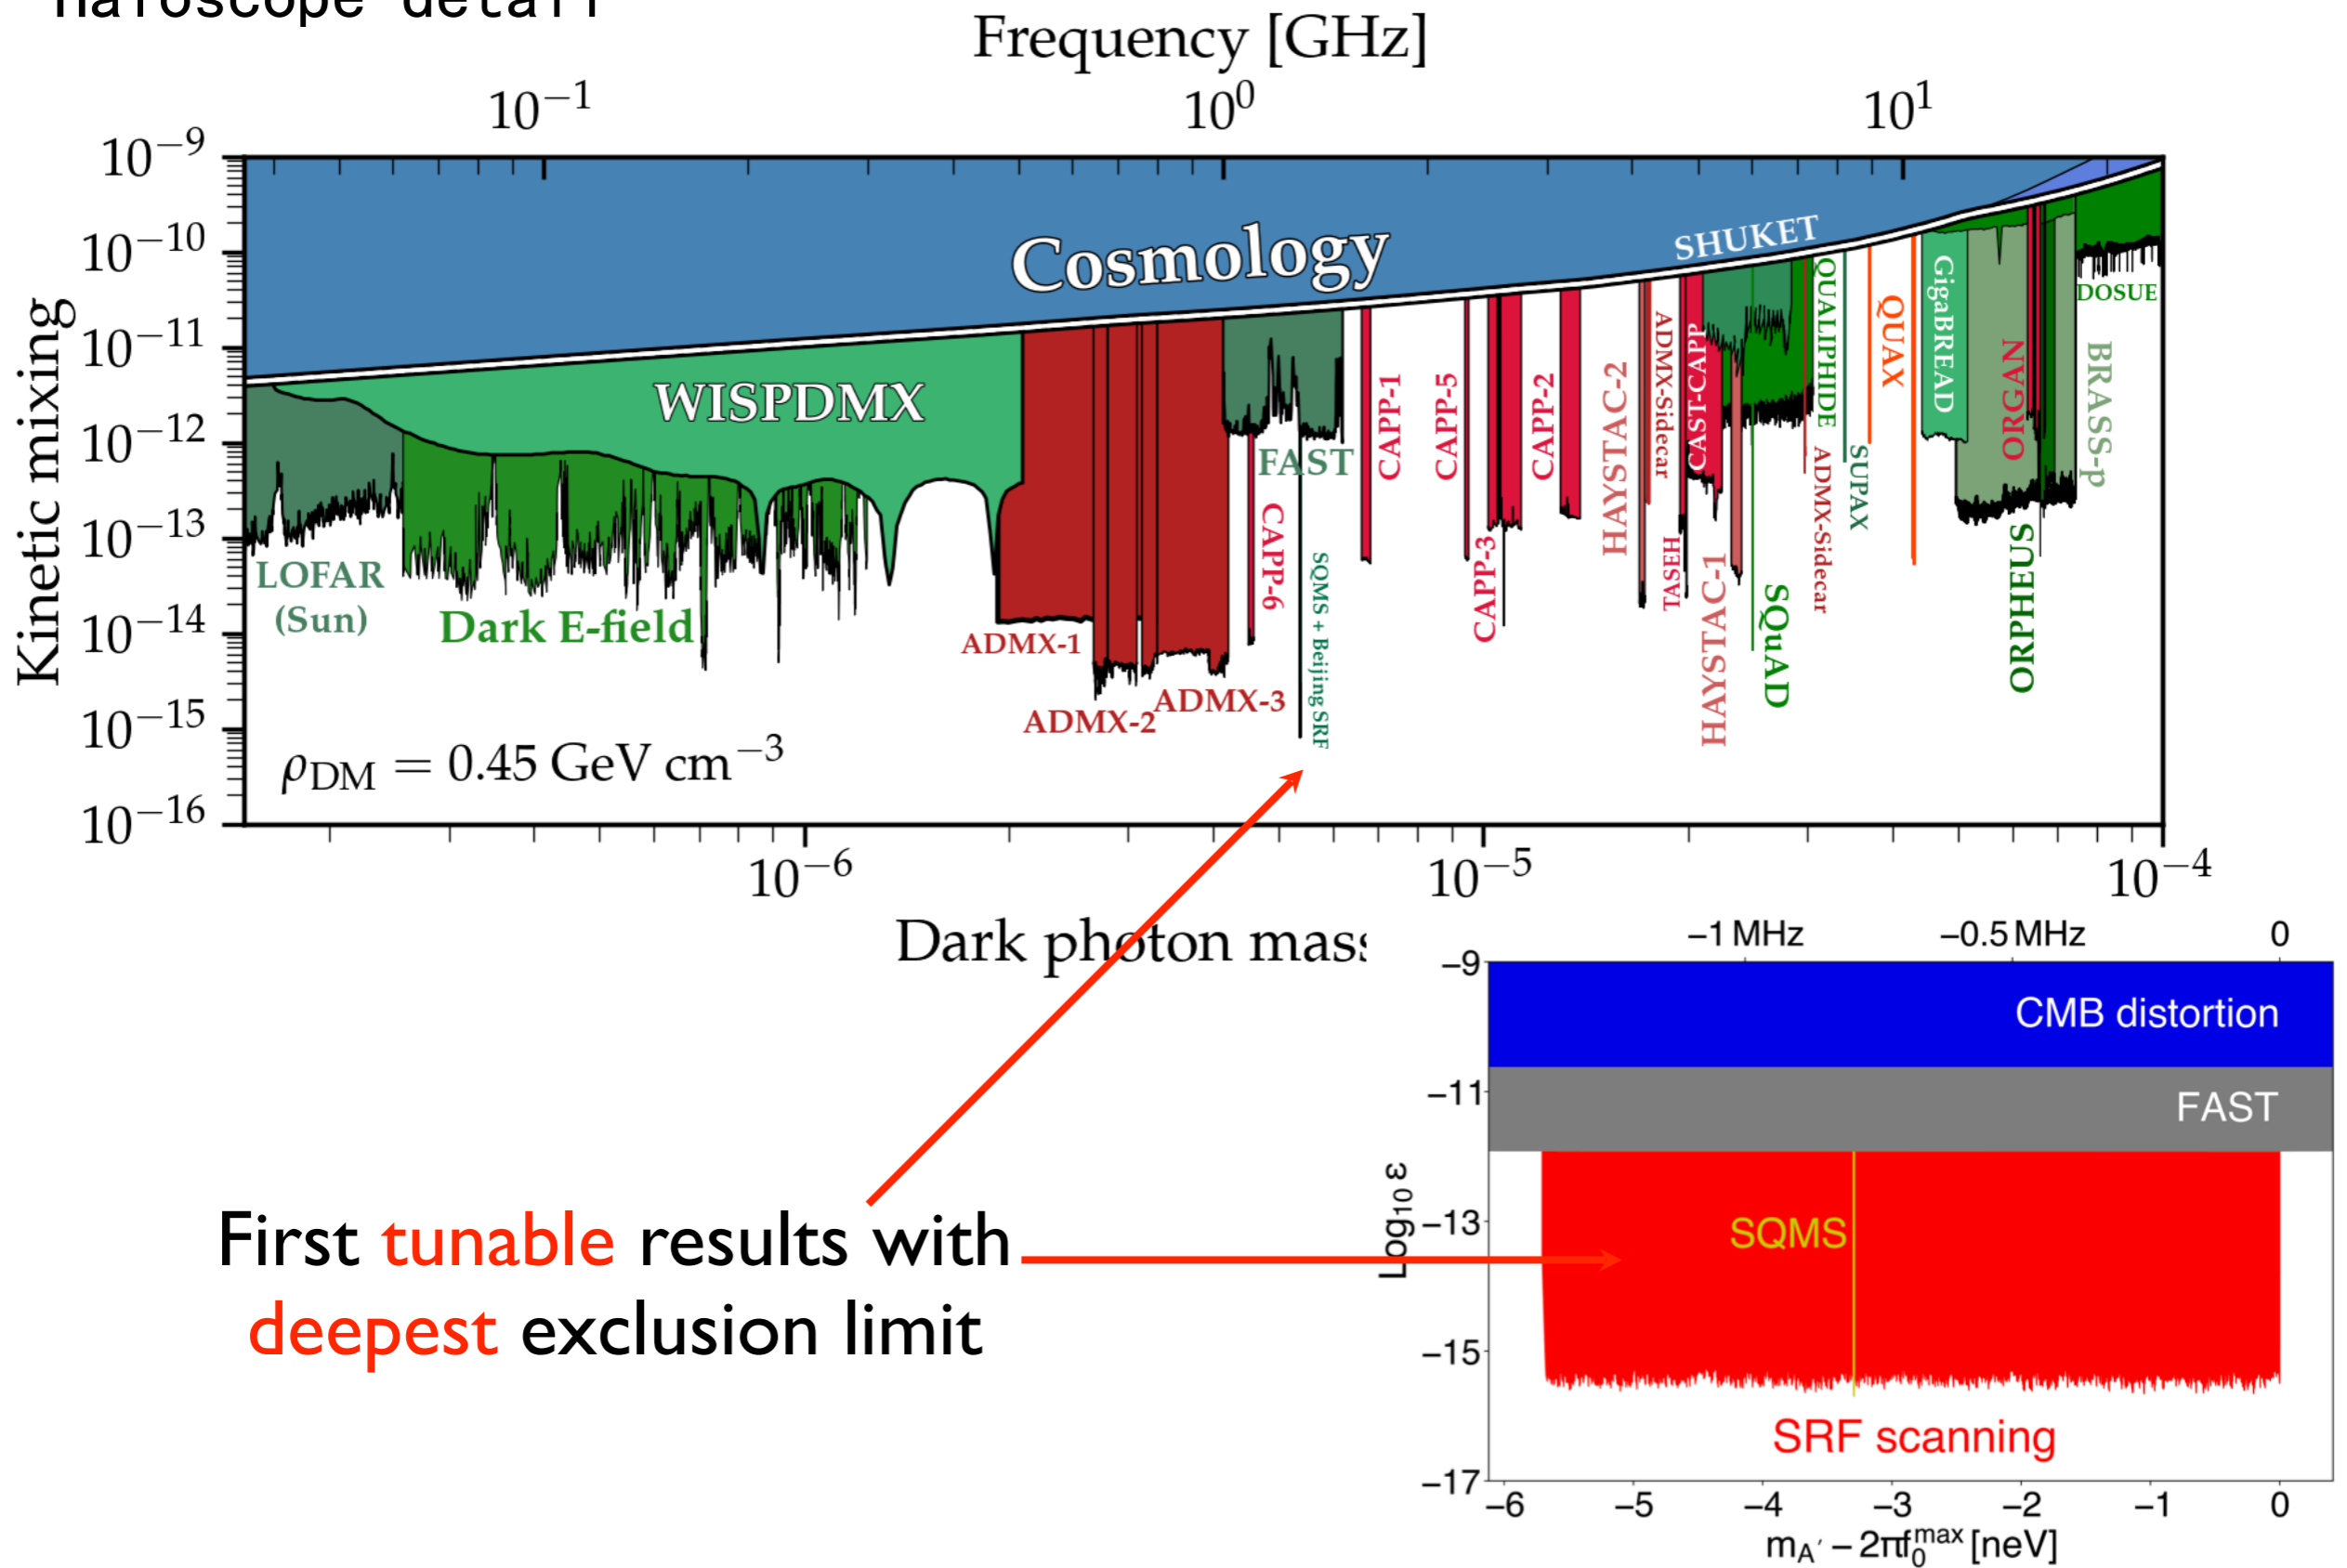 Haloscope detail
Frequency [GHz]
10⁻¹ 10⁰ 10¹
10⁻⁹
10⁻¹⁰
10⁻¹¹
10⁻¹²
10⁻¹³
10⁻¹⁴
10⁻¹⁵
10⁻¹⁶
Kinetic mixing
Cosmology
SHUKET
WISPDMX
LOFAR
(Sun)
Dark E-field
ADMX-1
ADMX-2
ADMX-3
FAST
CAPP-6
SQMS + Beijing SRF
CAPP-1
CAPP-5
CAPP-3
CAPP-2
HAYSTAC-2
ADMX-Sidecar
TASEH
CAST-CAPP
HAYSTAC-1
SQuAD
QUALIPHIDE
ADMX-Sidecar
SUPAX
QUAX
GigaBREAD
ORGAN
ORPHEUS
BRASS-p
DOSUE
ρDM = 0.45 GeV cm⁻³
10⁻⁶ 10⁻⁵ 10⁻⁴
Dark photon mass
First tunable results with
deepest exclusion limit
−1 MHz −0.5 MHz 0
−9
−11
−13
−15
−17
Log₁₀ ε
CMB distortion
FAST
SQMS
SRF scanning
−6 −5 −4 −3 −2 −1 0
mA′ − 2πf₀ᵐᵃˣ [neV]